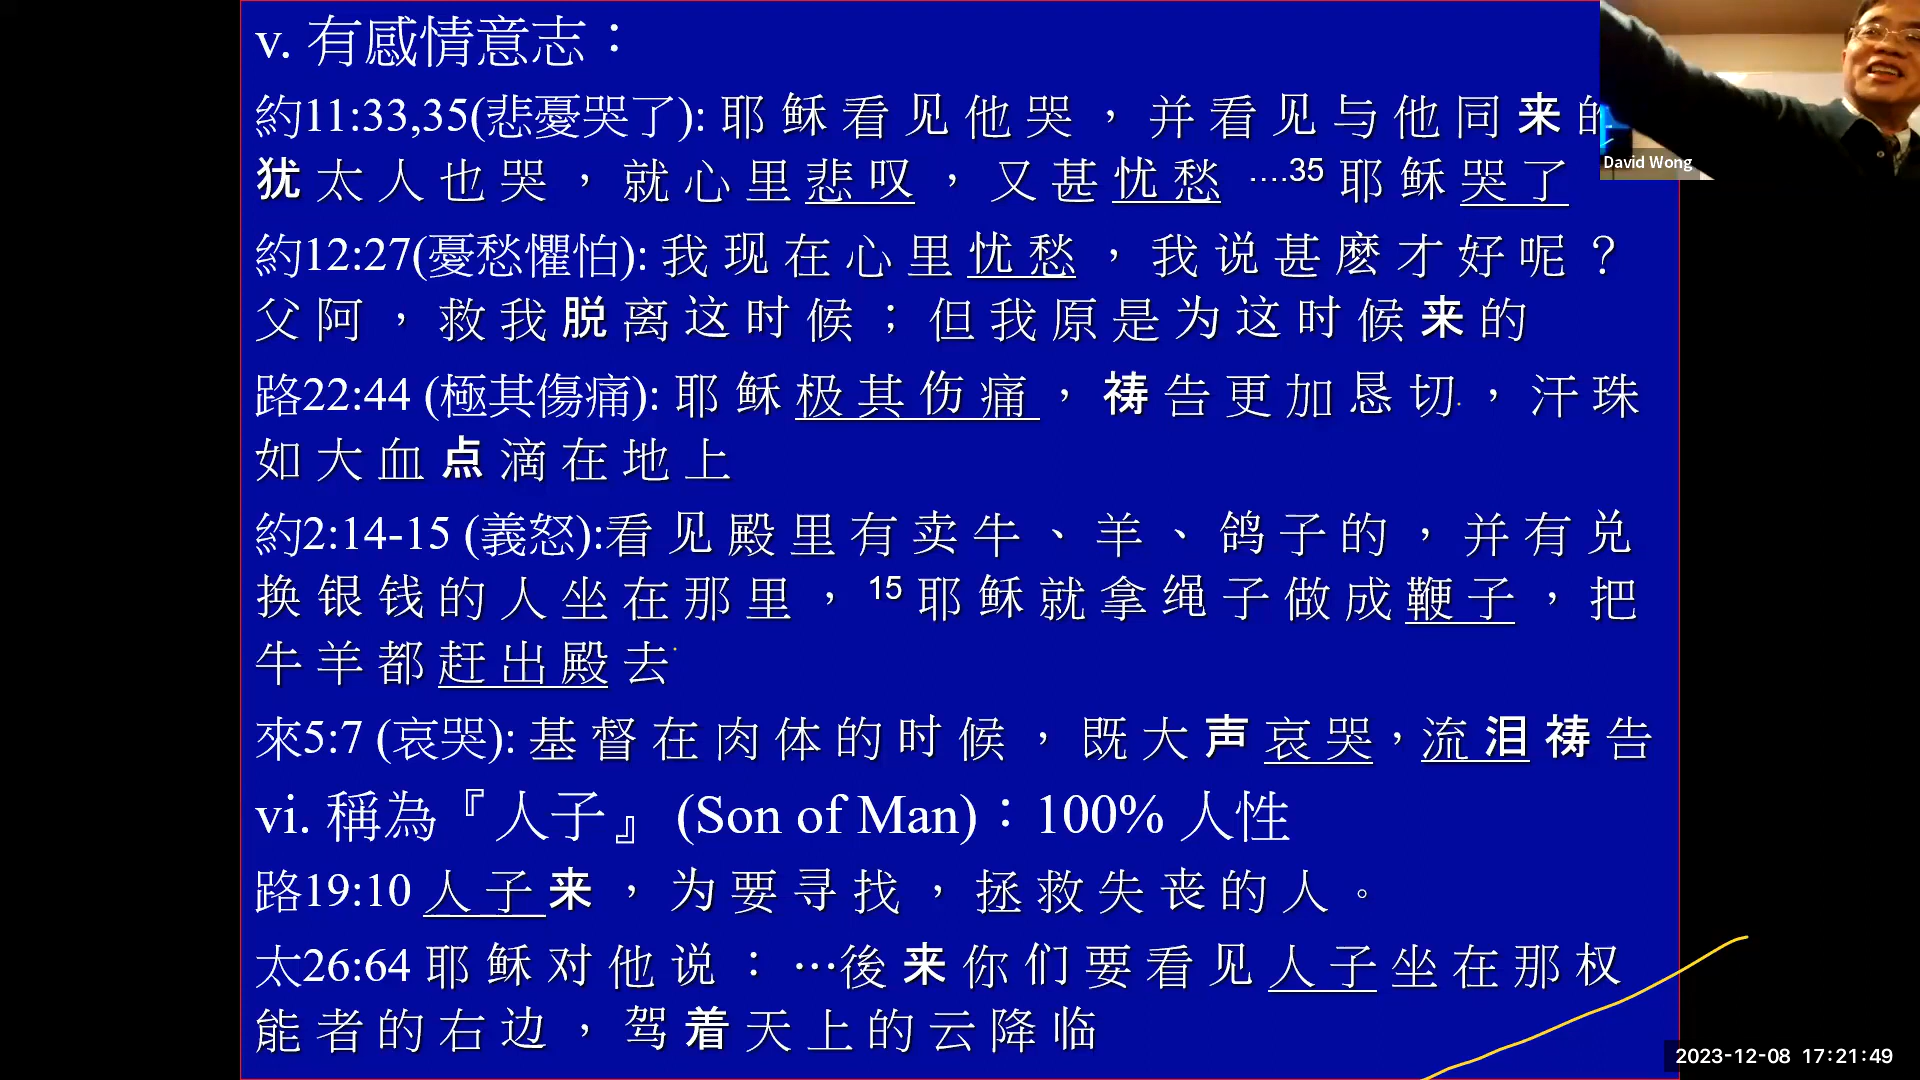 v. 有感情意志：
約11:33,35(悲憂哭了): 耶稣看见他哭，并看见与他同来的
犹太人也哭，就心里悲叹，又甚忧愁 ....35 耶稣哭了
約12:27(憂愁懼怕): 我现在心里忧愁，我说甚麽才好呢？
父阿，救我脱离这时候；但我原是为这时候来的
路22:44 (極其傷痛): 耶稣极其伤痛，祷告更加恳切，汗珠
如大血点滴在地上
約2:14-15 (義怒):看见殿里有卖牛、羊、鸽子的，并有兑
换银钱的人坐在那里，15 耶稣就拿绳子做成鞭子，把
牛羊都赶出殿去
來5:7 (哀哭): 基督在肉体的时候，既大声哀哭，流泪祷告
vi. 稱為『人子』 (Son of Man)：100% 人性
路19:10 人子来，为要寻找，拯救失丧的人。
太26:64 耶稣对他说：…後来你们要看见人子坐在那权
能者的右边，驾着天上的云降临
David Wong
2023-12-08 17:21:49